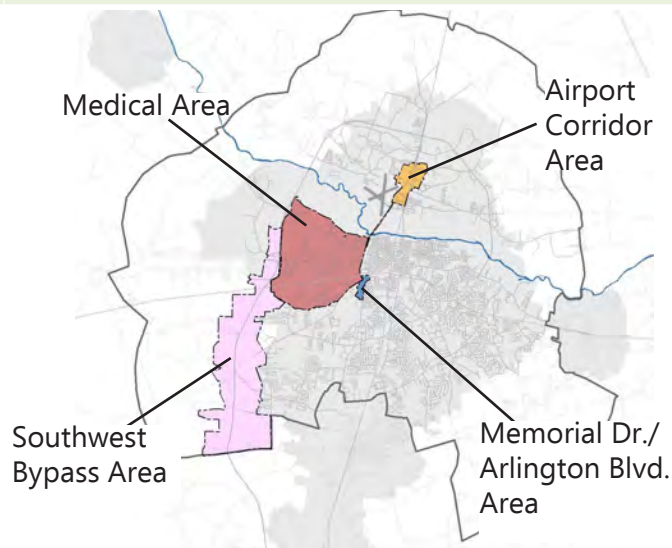 Medical Area
Airport
Corridor
Area
Southwest
Bypass Area
Memorial Dr./
Arlington Blvd.
Area